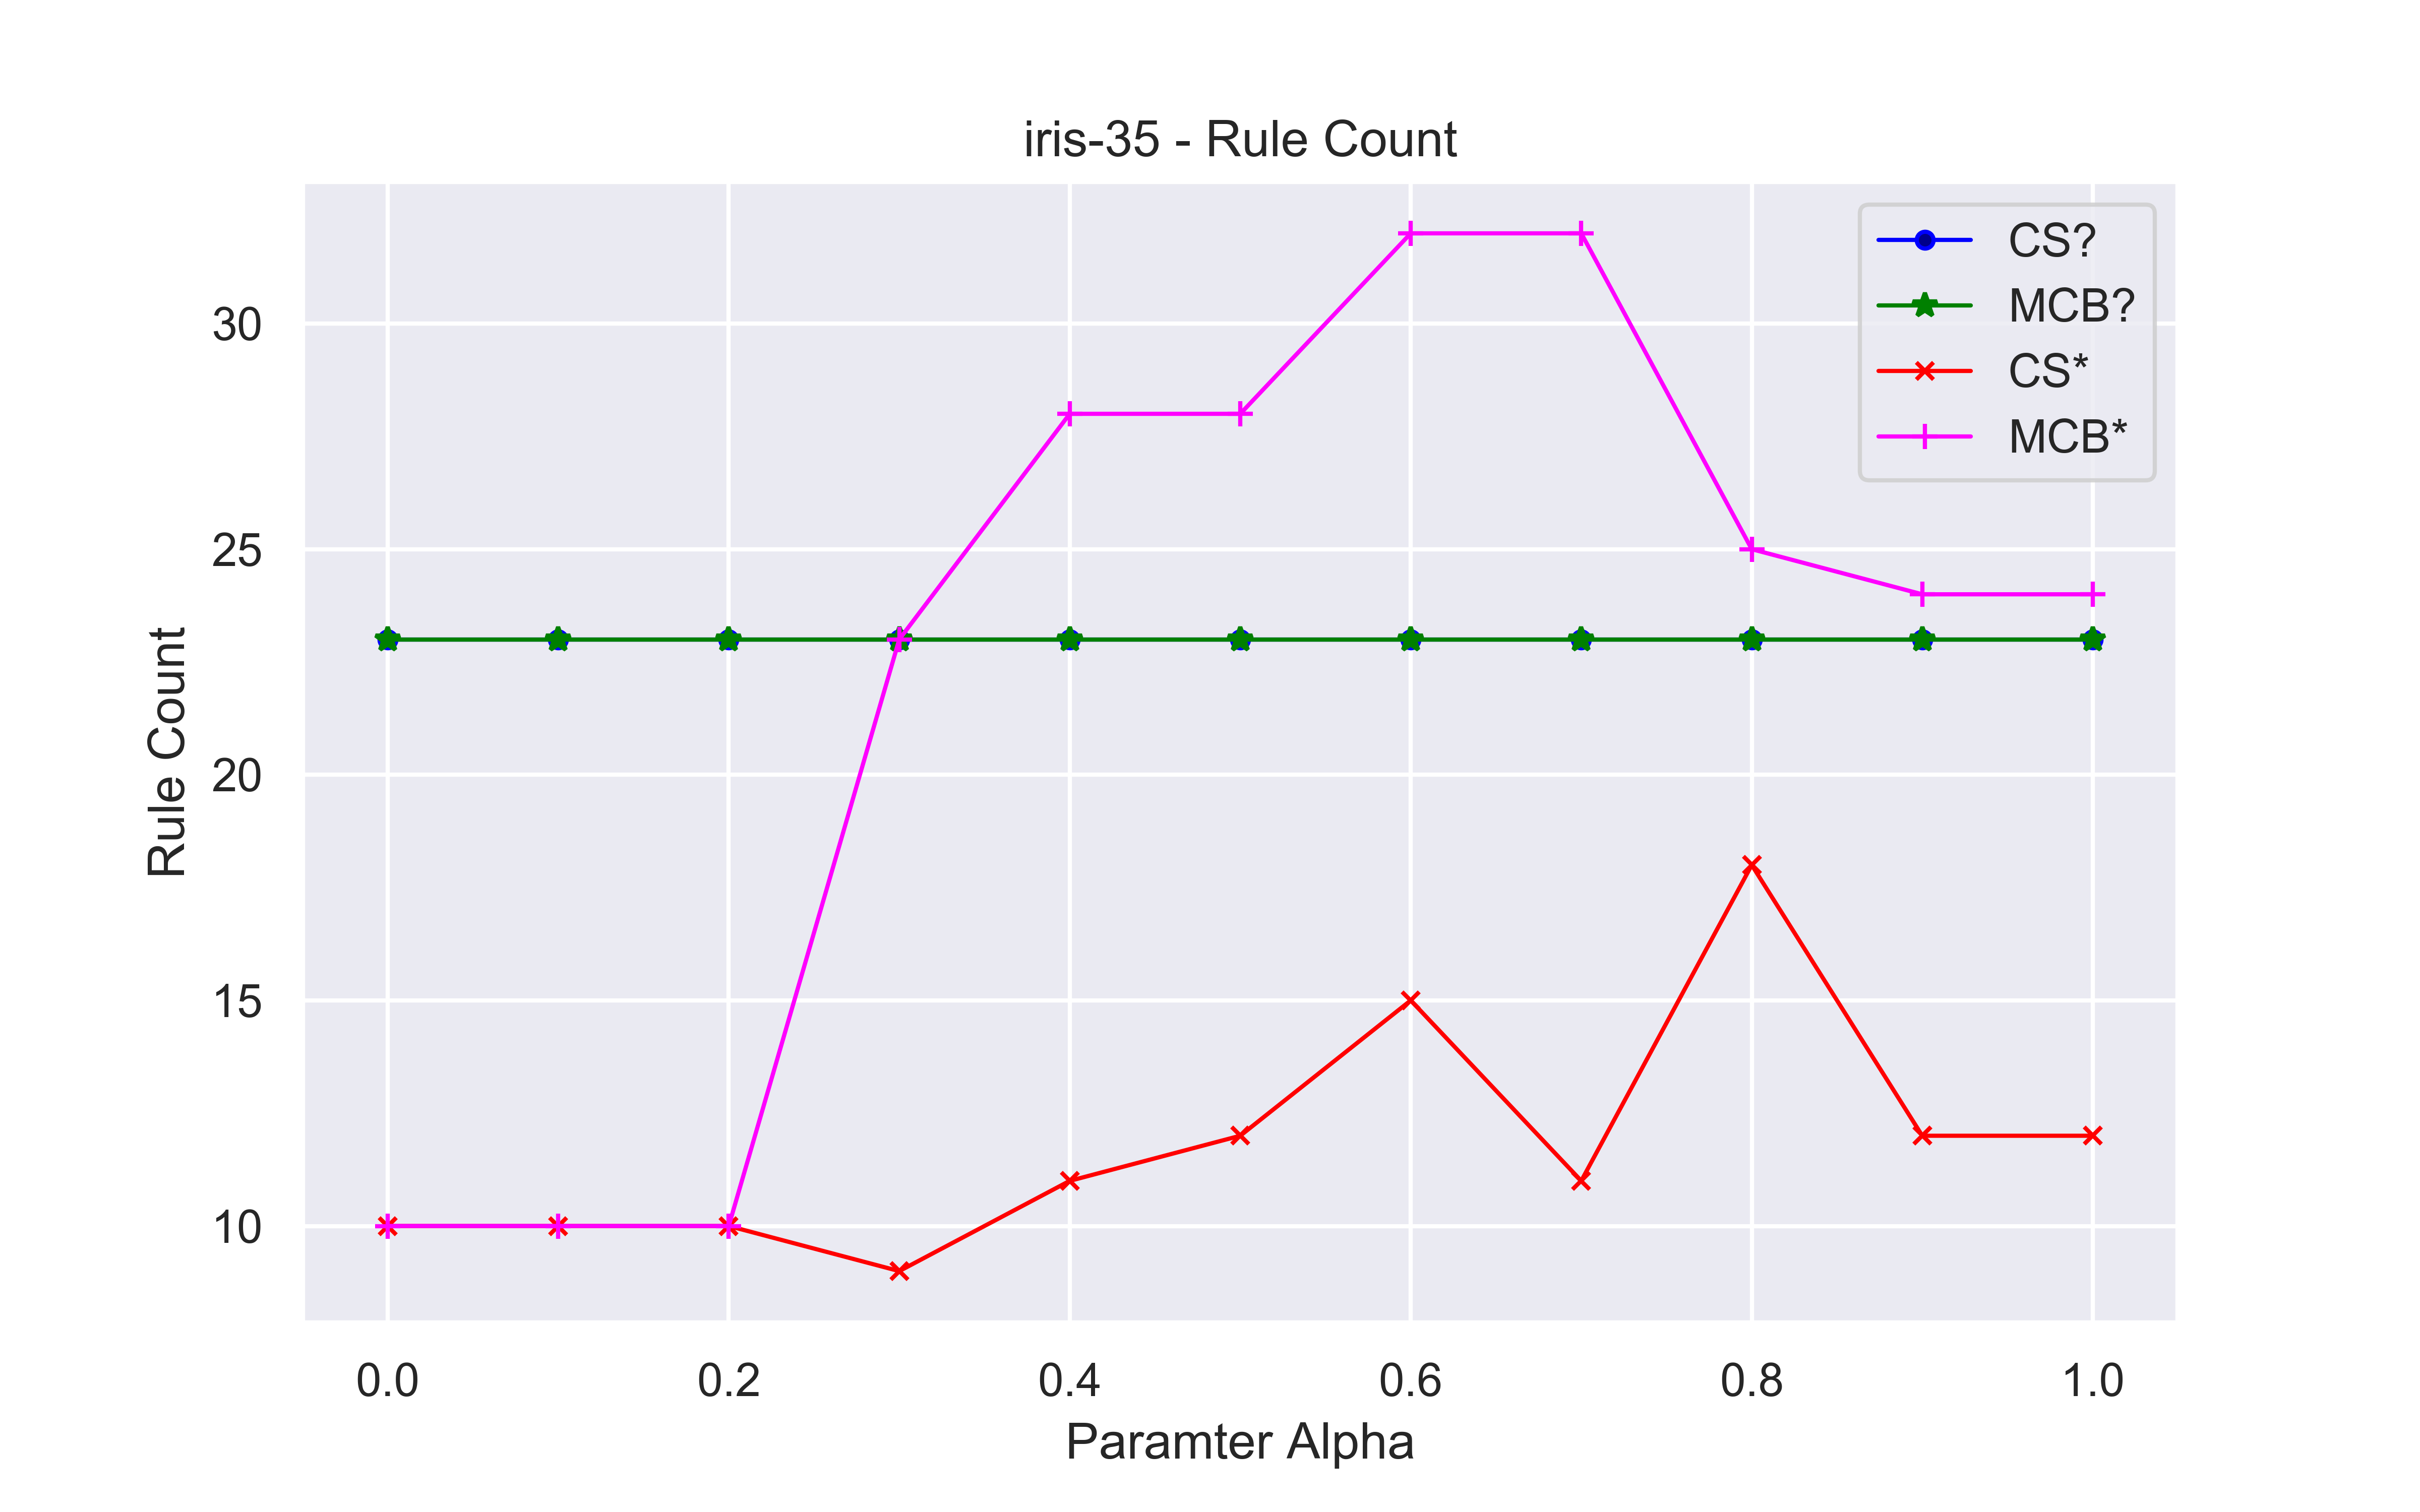 iris-35 - Rule Count
CS?
MCB?
CS*
MCB*
30
25
20
15
10
Rule Count
0.0 0.2 0.4 0.6 0.8 1.0
Paramter Alpha